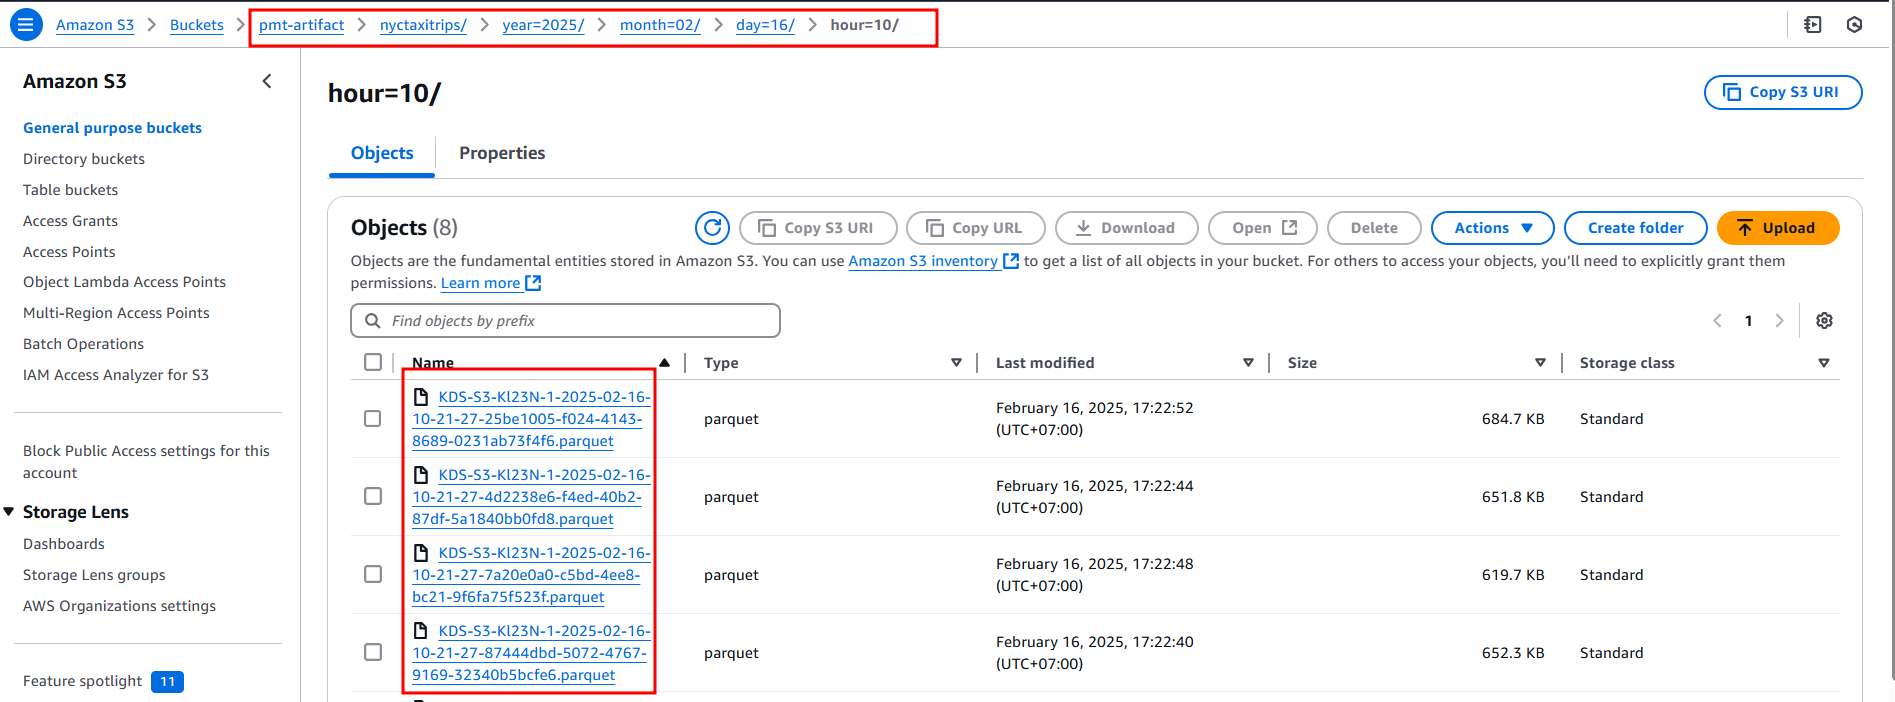 Amazon S3 > Buckets > pmt-artifact > nyctaxitrips/ > year=2025/ > month=02/ > day=16/ > hour=10/
Amazon S3
General purpose buckets
Directory buckets
Table buckets
Access Grants
Access Points
Object Lambda Access Points
Multi-Region Access Points
Batch Operations
IAM Access Analyzer for S3
Block Public Access settings for this
account
Storage Lens
Dashboards
Storage Lens groups
AWS Organizations settings
Feature spotlight 11
hour=10/
Copy S3 URI
Objects
Properties
Objects (8)
Copy S3 URI
Copy URL
Download
Open
Delete
Actions
Create folder
Upload
Objects are the fundamental entities stored in Amazon S3. You can use Amazon S3 inventory to get a list of all objects in your bucket. For others to access your objects, you'll need to explicitly grant them
permissions. Learn more
Find objects by prefix
1
Name
Type
Last modified
Size
Storage class
KDS-S3-Kl23N-1-2025-02-16-
10-21-27-25be1005-f024-4143-
8689-0231ab73f4f6.parquet
parquet
February 16, 2025, 17:22:52
(UTC+07:00)
684.7 KB
Standard
KDS-S3-Kl23N-1-2025-02-16-
10-21-27-4d2238e6-f4ed-40b2-
87df-5a1840bb0fd8.parquet
parquet
February 16, 2025, 17:22:44
(UTC+07:00)
651.8 KB
Standard
KDS-S3-Kl23N-1-2025-02-16-
10-21-27-7a20e0a0-c5bd-4ee8-
bc21-9f6fa75f523f.parquet
parquet
February 16, 2025, 17:22:48
(UTC+07:00)
619.7 KB
Standard
KDS-S3-Kl23N-1-2025-02-16-
10-21-27-87444dbd-5072-4767-
9169-32340b5bcfe6.parquet
parquet
February 16, 2025, 17:22:40
(UTC+07:00)
652.3 KB
Standard